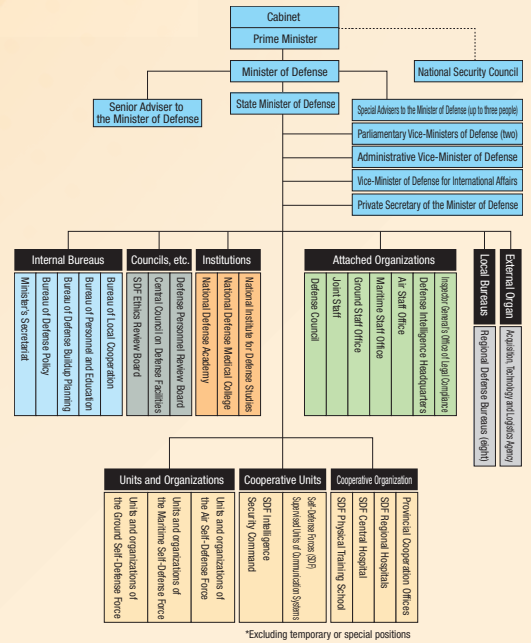 Cabinet
Prime Minister
Minister of Defense
National Security Council
Senior Adviser to
the Minister of Defense
State Minister of Defense
Special Advisers to the Minister of Defense (up to three people)
Parliamentary Vice-Ministers of Defense (two)
Administrative Vice-Minister of Defense
Vice-Minister of Defense for International Affairs
Private Secretary of the Minister of Defense
Internal Bureaus
Minister's Secretariat
Bureau of Defense Policy
Bureau of Defense Buildup Planning
Bureau of Personnel and Education
Bureau of Local Cooperation
Councils, etc.
SDF Ethics Review Board
Central Council on Defense Facilities
Defense Personnel Review Board
Institutions
National Defense Academy
National Defense Medical College
National Institute for Defense Studies
Attached Organizations
Defense Council
Joint Staff
Ground Staff Office
Maritime Staff Office
Air Staff Office
Defense Intelligence Headquarters
Inspector General's Office of Legal Compliance
Local Bureaus
Regional Defense Bureaus (eight)
External Organ
Acquisition, Technology and Logistics Agency
Units and Organizations
Units and organizations of
the Ground Self-Defense Force
Units and organizations of
the Maritime Self-Defense Force
Units and organizations of
the Air Self-Defense Force
Cooperative Units
SDF Intelligence
Security Command
Self-Defense Forces (SDF)
Supervised Units of Communication Systems
Cooperative Organization
SDF Physical Training School
SDF Central Hospital
SDF Regional Hospitals
Provincial Cooperation Offices
*Excluding temporary or special positions